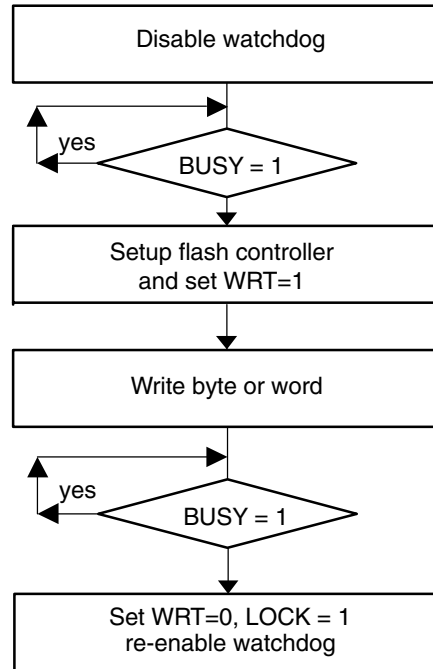 Disable watchdog
yes
BUSY = 1
Setup flash controller
and set WRT=1
Write byte or word
yes
BUSY = 1
Set WRT=0, LOCK = 1
re-enable watchdog